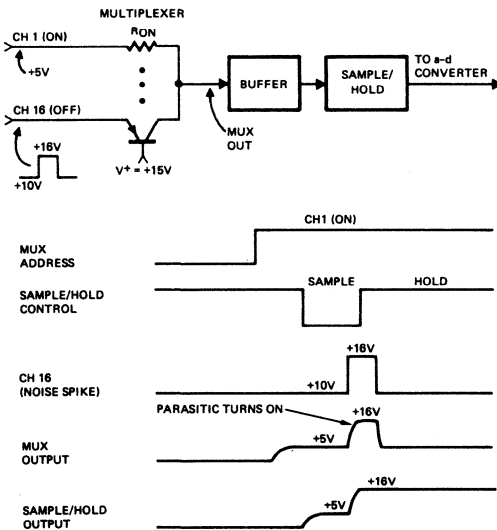 MULTIPLEXER
CH 1 (ON)
RON
+5V
BUFFER
SAMPLE/
HOLD
TO a-d
CONVERTER
MUX
OUT
CH 16 (OFF)
+16V
+10V
V+ = +15V
CH1 (ON)
MUX
ADDRESS
SAMPLE
HOLD
SAMPLE/HOLD
CONTROL
+16V
CH 16
(NOISE SPIKE)
+10V
PARASITIC TURNS ON
+16V
MUX
OUTPUT
+5V
+16V
SAMPLE/HOLD
OUTPUT
+5V